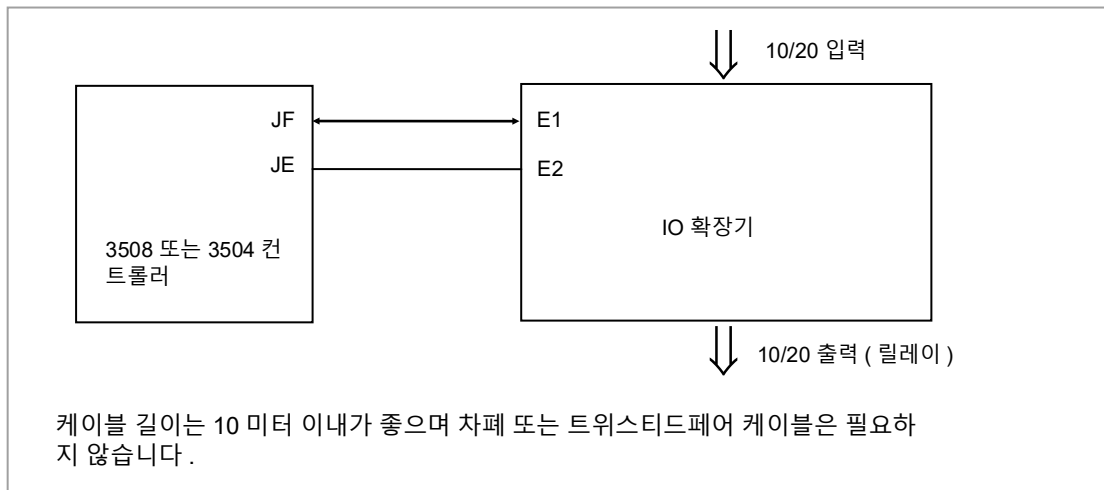 10/20 입력
JF
E1
JE
E2
IO 확장기
3508 또는 3504 컨
트롤러
10/20 출력 ( 릴레이 )
케이블 길이는 10 미터 이내가 좋으며 차폐 또는 트위스티드페어 케이블은 필요하
지 않습니다 .